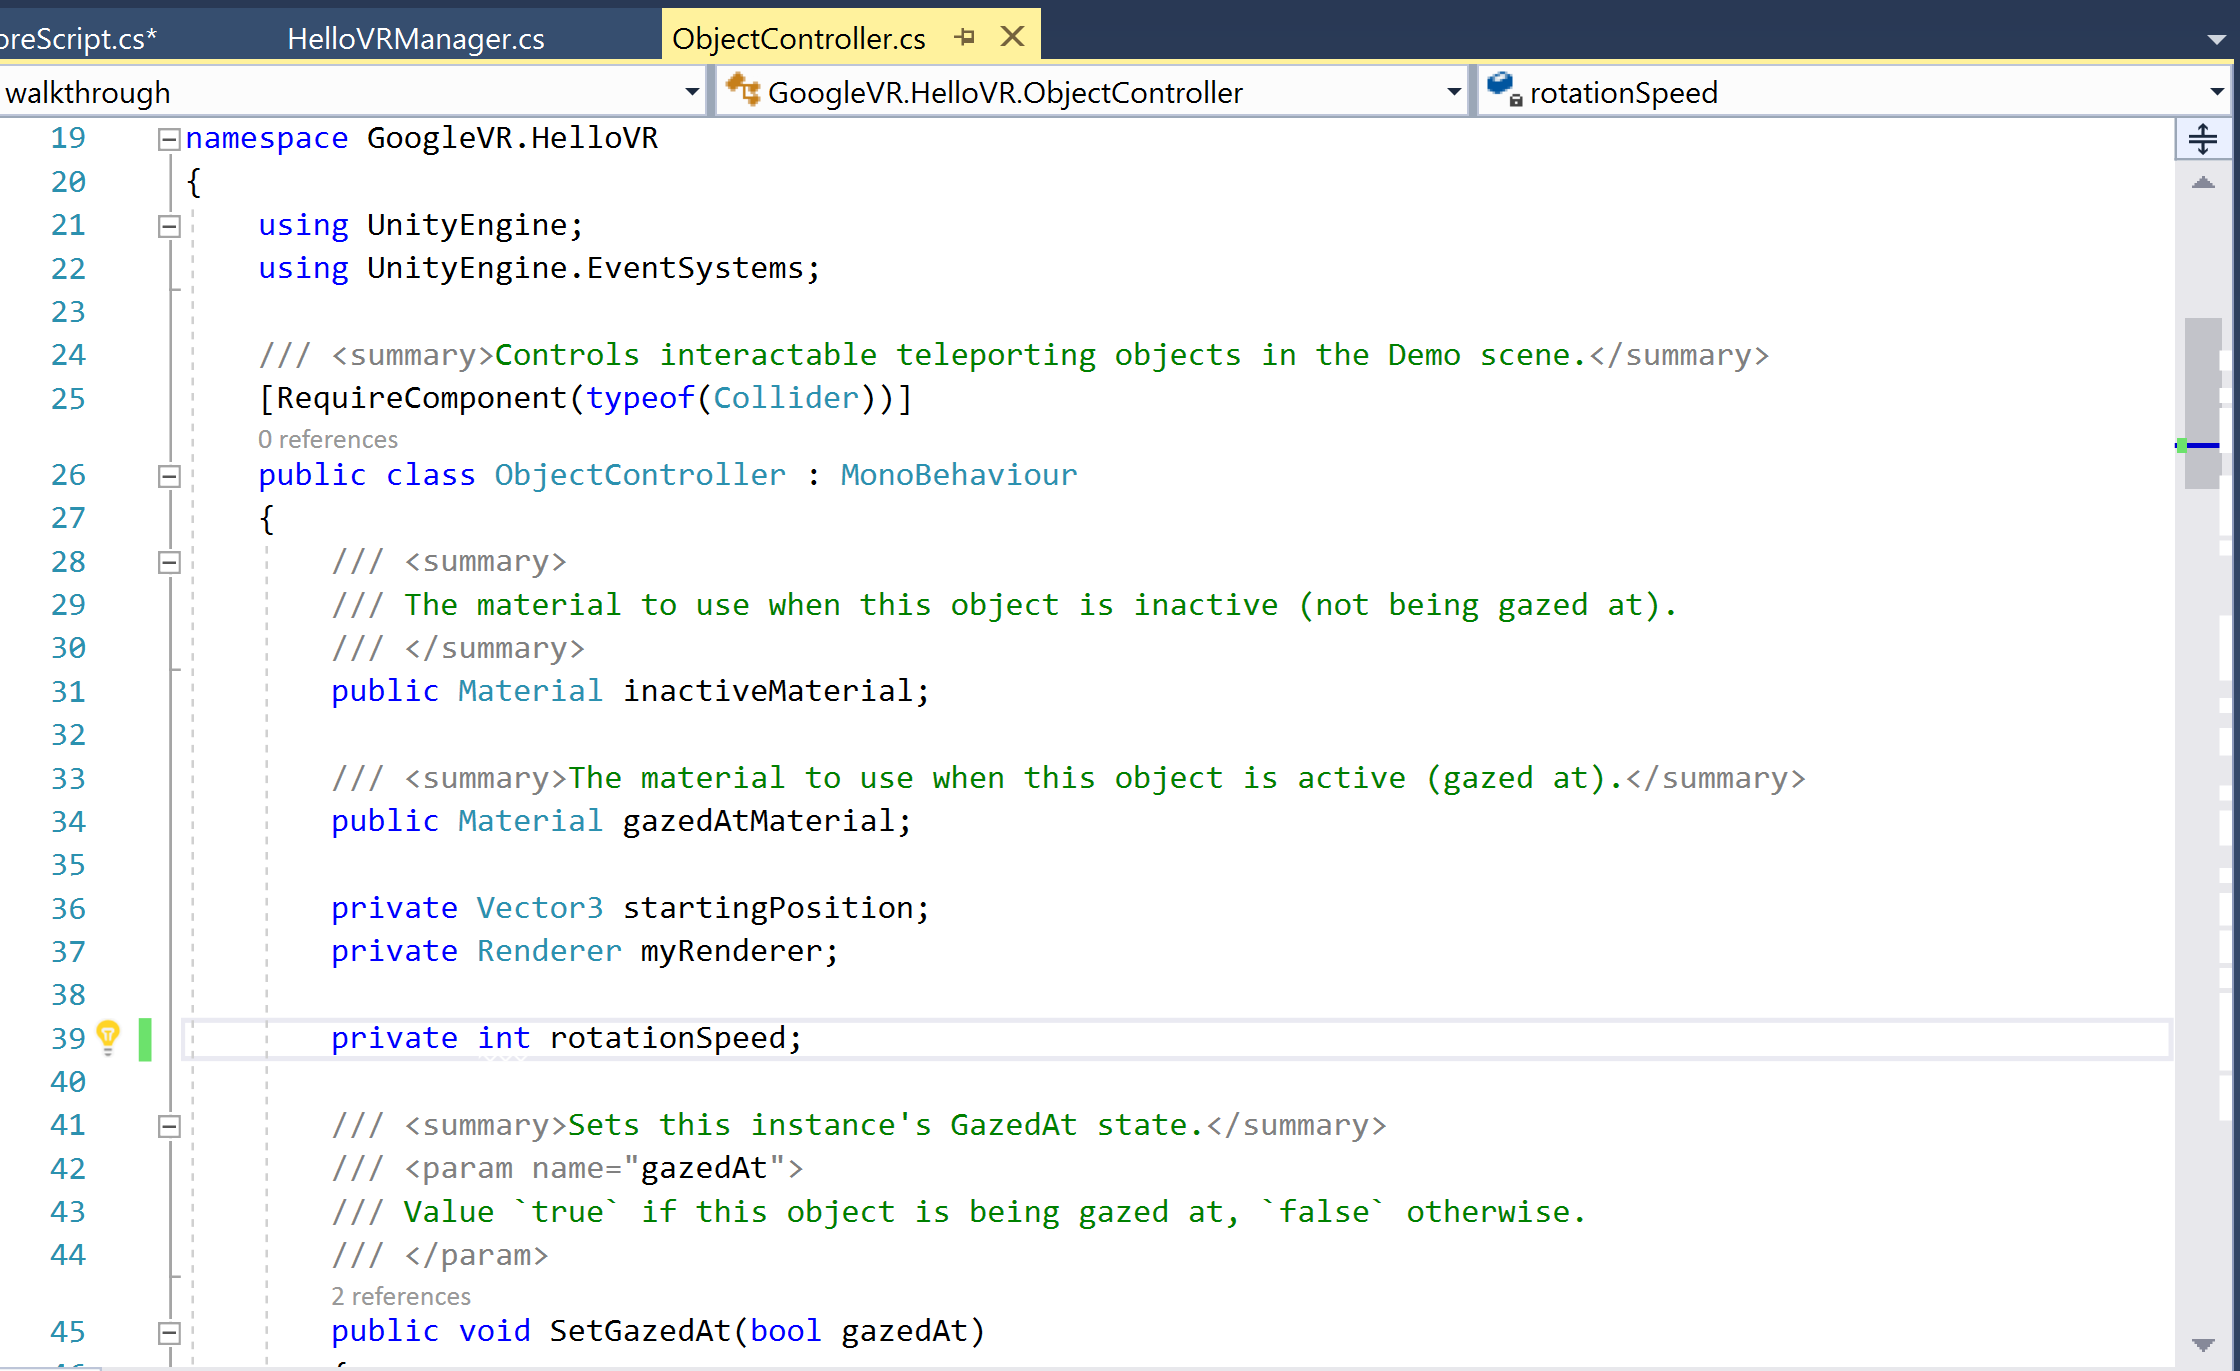 oreScript.cs* HelloVRManager.cs ObjectController.cs
walkthrough GoogleVR.HelloVR.ObjectController rotationSpeed
19 namespace GoogleVR.HelloVR
20 {
21 using UnityEngine;
22 using UnityEngine.EventSystems;
23
24 /// <summary>Controls interactable teleporting objects in the Demo scene.</summary>
25 [RequireComponent(typeof(Collider))]
0 references
26 public class ObjectController : MonoBehaviour
27 {
28 /// <summary>
29 /// The material to use when this object is inactive (not being gazed at).
30 /// </summary>
31 public Material inactiveMaterial;
32
33 /// <summary>The material to use when this object is active (gazed at).</summary>
34 public Material gazedAtMaterial;
35
36 private Vector3 startingPosition;
37 private Renderer myRenderer;
38
39 private int rotationSpeed;
40
41 /// <summary>Sets this instance's GazedAt state.</summary>
42 /// <param name="gazedAt">
43 /// Value `true` if this object is being gazed at, `false` otherwise.
44 /// </param>
2 references
45 public void SetGazedAt(bool gazedAt)